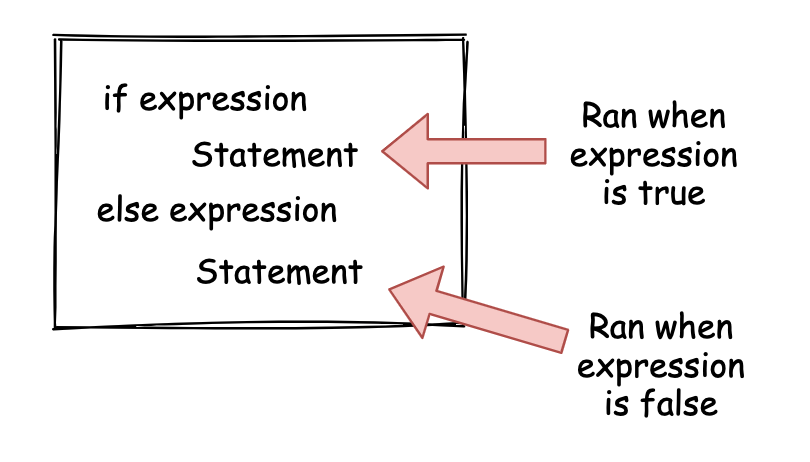 if expression
Statement
else expression
Statement
Ran when
expression
is true
Ran when
expression
is false